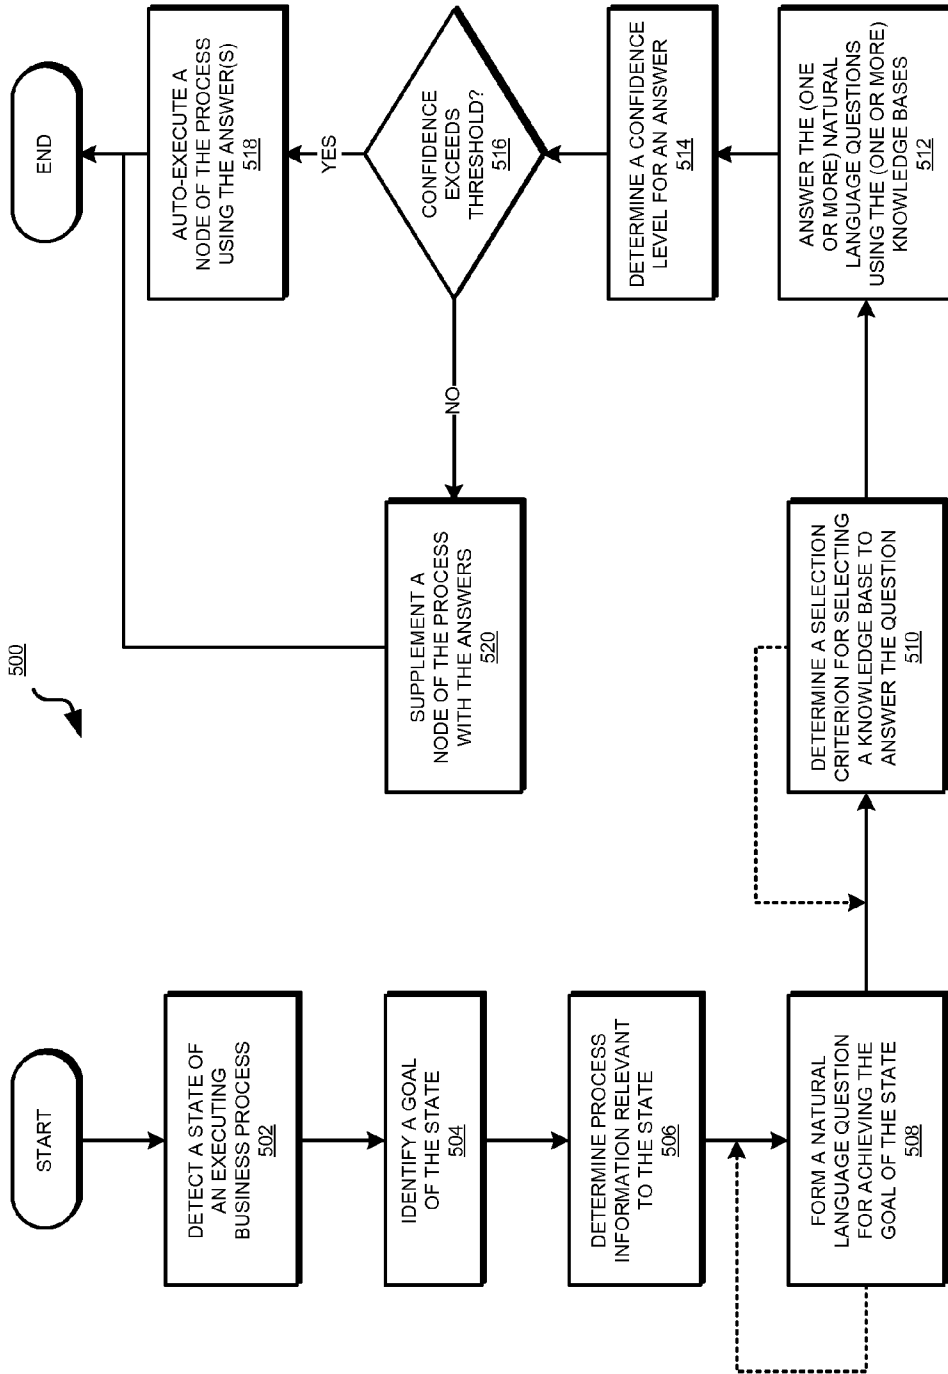 500
START
DETECT A STATE OF
AN EXECUTING
BUSINESS PROCESS
502
IDENTIFY A GOAL
OF THE STATE
504
DETERMINE PROCESS
INFORMATION RELEVANT
TO THE STATE
506
FORM A NATURAL
LANGUAGE QUESTION
FOR ACHIEVING THE
GOAL OF THE STATE
508
DETERMINE A SELECTION
CRITERION FOR SELECTING
A KNOWLEDGE BASE TO
ANSWER THE QUESTION
510
ANSWER THE (ONE
OR MORE) NATURAL
LANGUAGE QUESTIONS
USING THE (ONE OR MORE)
KNOWLEDGE BASES
512
DETERMINE A CONFIDENCE
LEVEL FOR AN ANSWER
514
CONFIDENCE
EXCEEDS
THRESHOLD?
516
YES
NO
AUTO-EXECUTE A
NODE OF THE PROCESS
USING THE ANSWER(S)
518
SUPPLEMENT A
NODE OF THE PROCESS
WITH THE ANSWERS
520
END